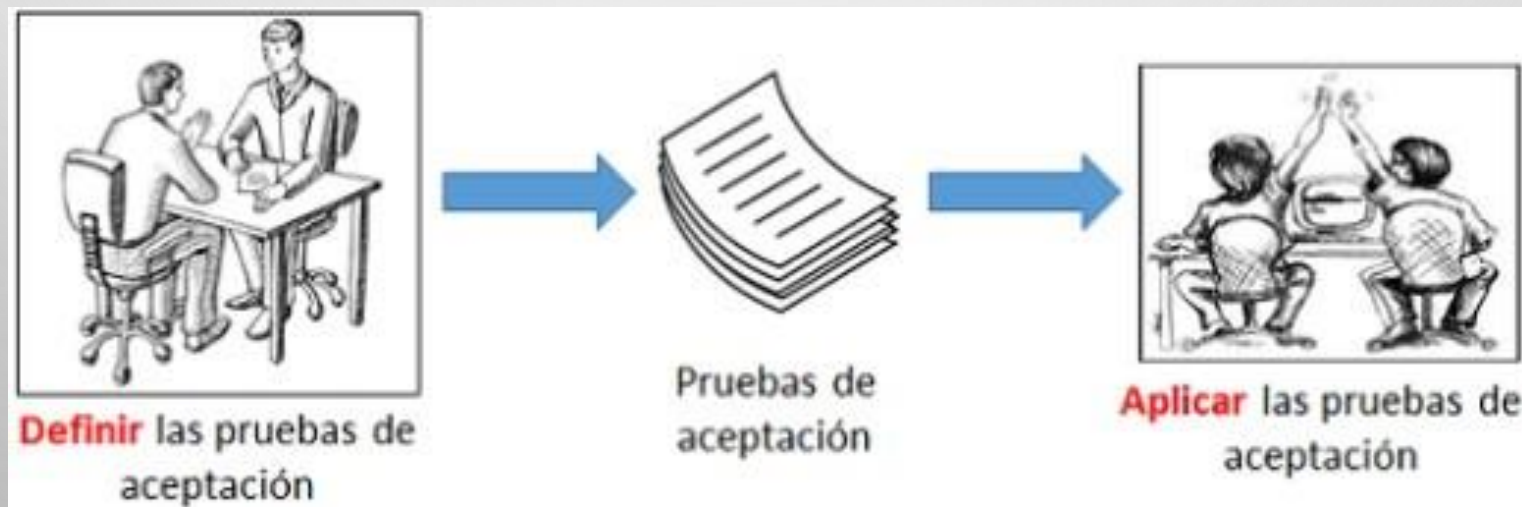 Definir las pruebas de
aceptación
Pruebas de
aceptación
Aplicar las pruebas de
aceptación